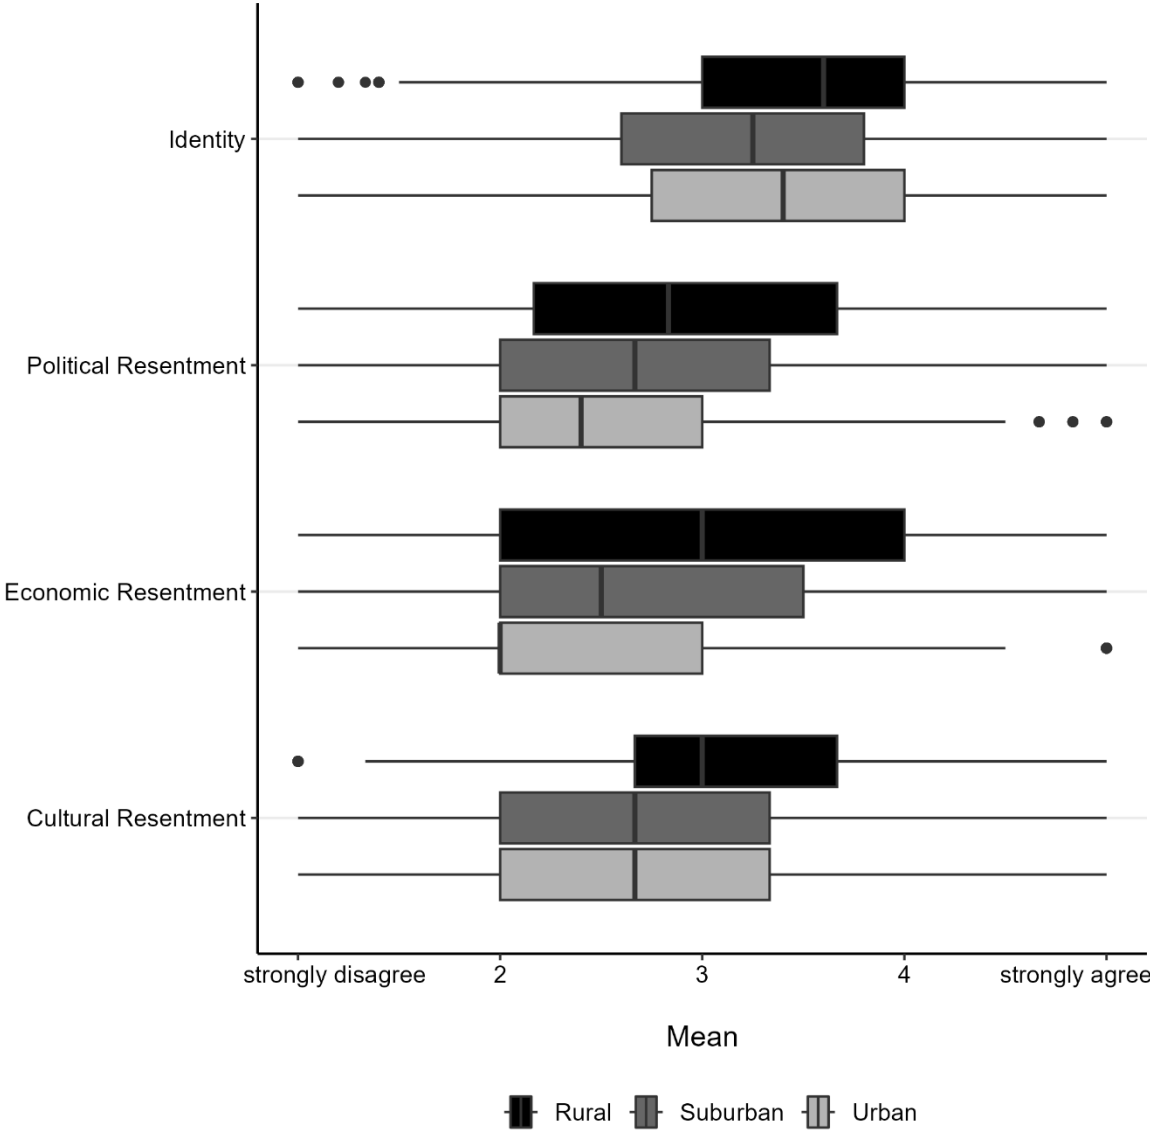 Identity
Political Resentment
Economic Resentment
Cultural Resentment
strongly disagree 2 3 4 strongly agree
Mean
Rural Suburban Urban